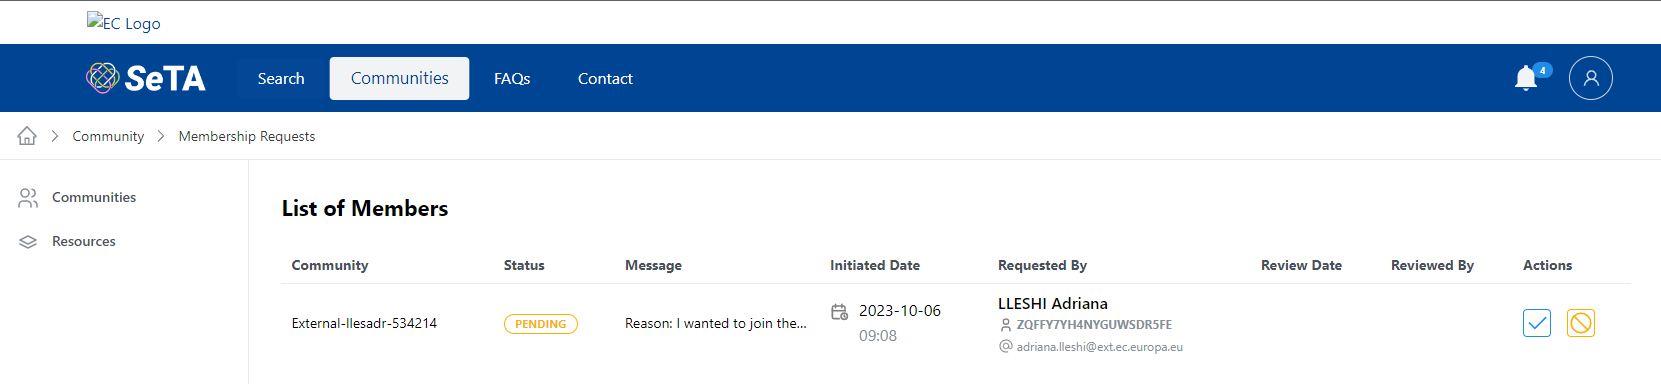 EC Logo
SeTA Search Communities FAQs Contact 4
Community Membership Requests
Communities
Resources
List of Members
Community Status Message Initiated Date Requested By Review Date Reviewed By Actions
External-llesadr-534214 PENDING Reason: I wanted to join the... 2023-10-06 09:08 LLESHI Adriana
ZQFFY7YH4NYGUWSDR5FE
adriana.lleshi@ext.ec.europa.eu